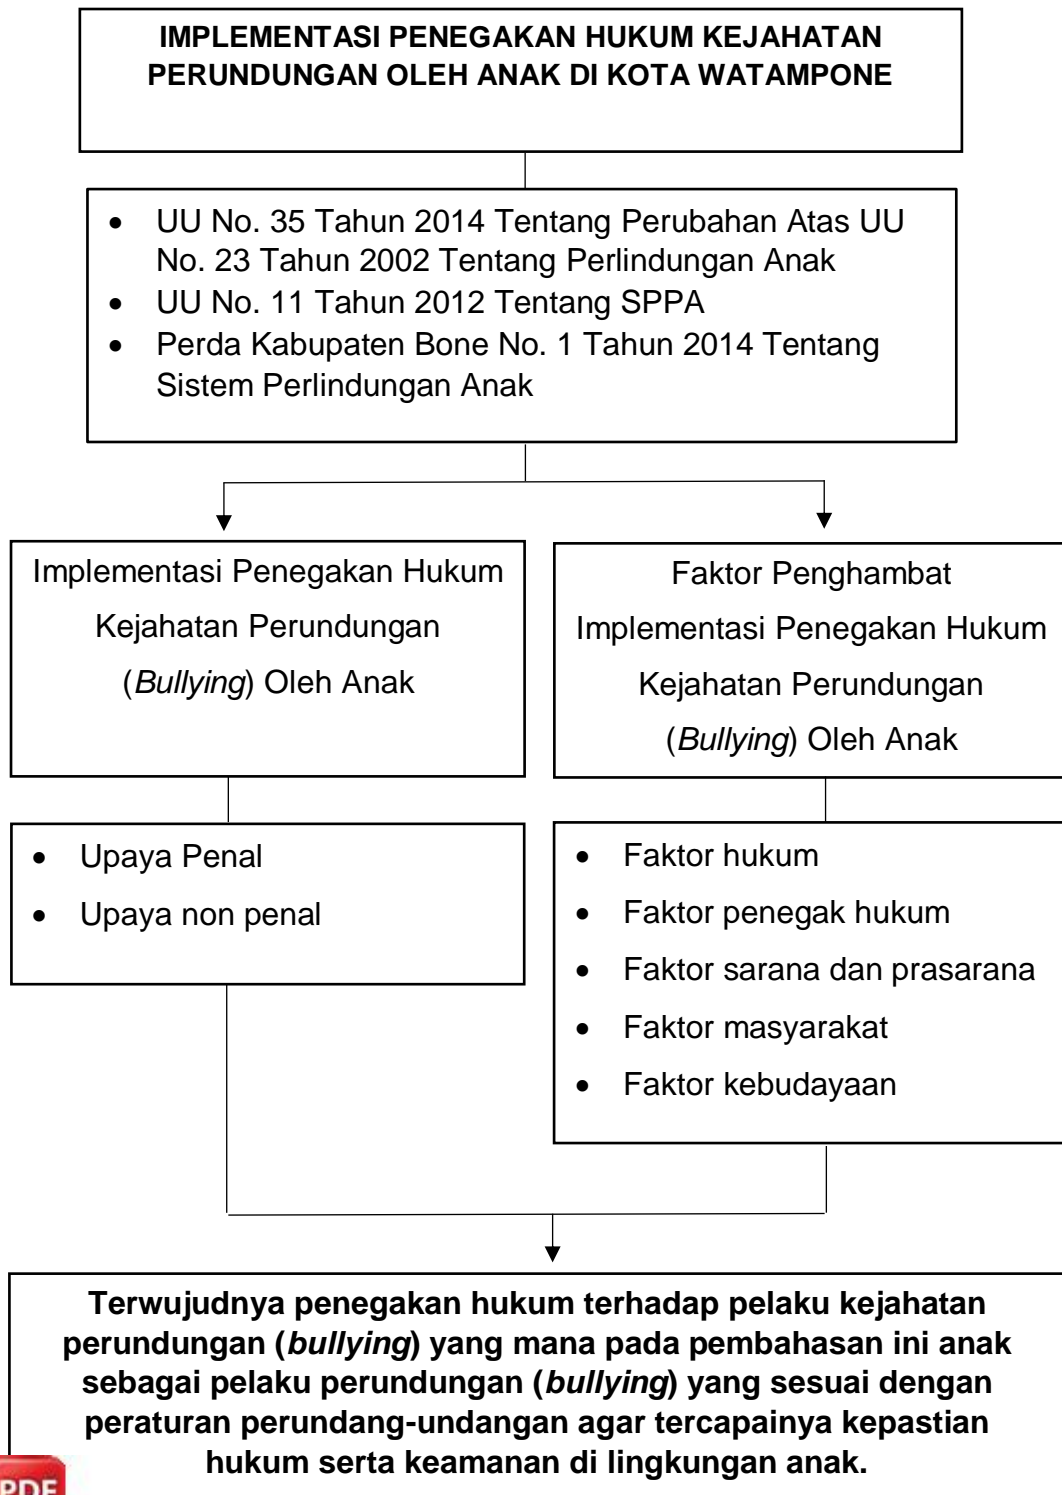 IMPLEMENTASI PENEGAKAN HUKUM KEJAHATAN
PERUNDUNGAN OLEH ANAK DI KOTA WATAMPONE
• UU No. 35 Tahun 2014 Tentang Perubahan Atas UU
No. 23 Tahun 2002 Tentang Perlindungan Anak
• UU No. 11 Tahun 2012 Tentang SPPA
• Perda Kabupaten Bone No. 1 Tahun 2014 Tentang
Sistem Perlindungan Anak
Implementasi Penegakan Hukum
Kejahatan Perundungan
(Bullying) Oleh Anak
Faktor Penghambat
Implementasi Penegakan Hukum
Kejahatan Perundungan
(Bullying) Oleh Anak
• Upaya Penal
• Upaya non penal
• Faktor hukum
• Faktor penegak hukum
• Faktor sarana dan prasarana
• Faktor masyarakat
• Faktor kebudayaan
Terwujudnya penegakan hukum terhadap pelaku kejahatan
perundungan (bullying) yang mana pada pembahasan ini anak
sebagai pelaku perundungan (bullying) yang sesuai dengan
peraturan perundang-undangan agar tercapainya kepastian
hukum serta keamanan di lingkungan anak.
PDF